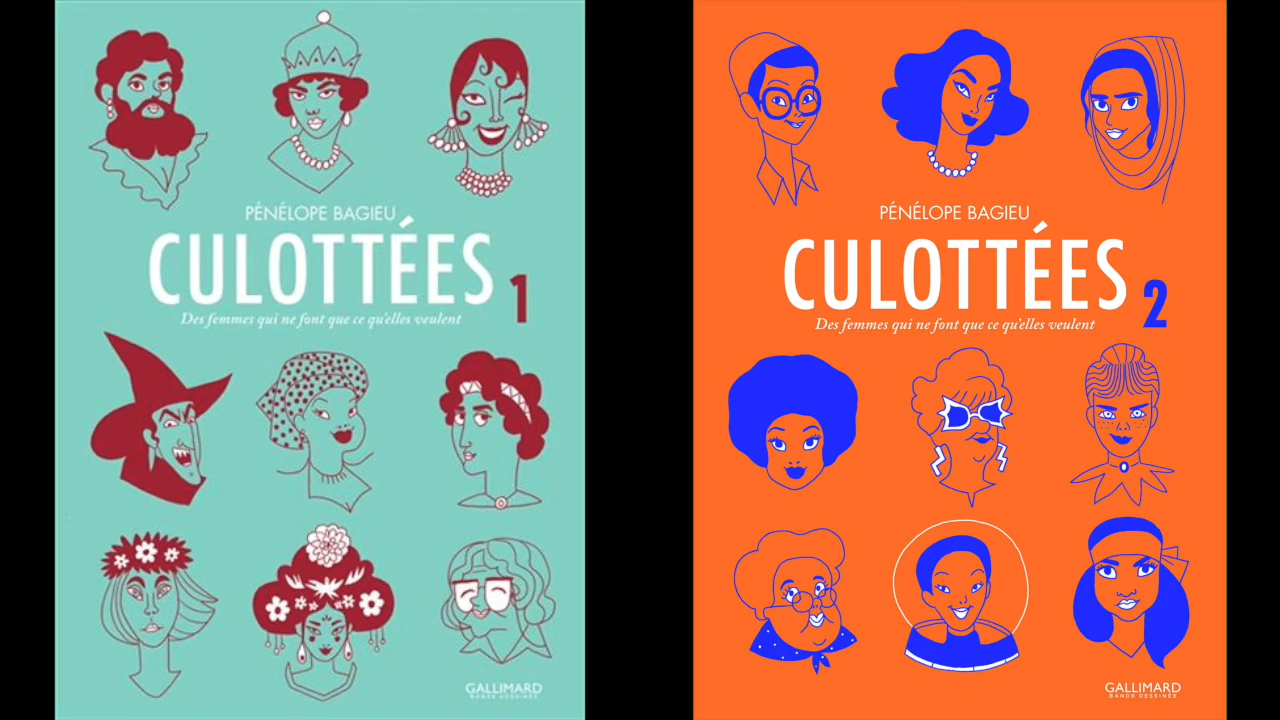 PÉNÉLOPE BAGIEU
CULOTTÉES 1
Des femmes qui ne font que ce qu'elles veulent
GALLIMARD
BANDE DESSINÉE
PÉNÉLOPE BAGIEU
CULOTTÉES 2
Des femmes qui ne font que ce qu'elles veulent
GALLIMARD
BANDE DESSINÉE